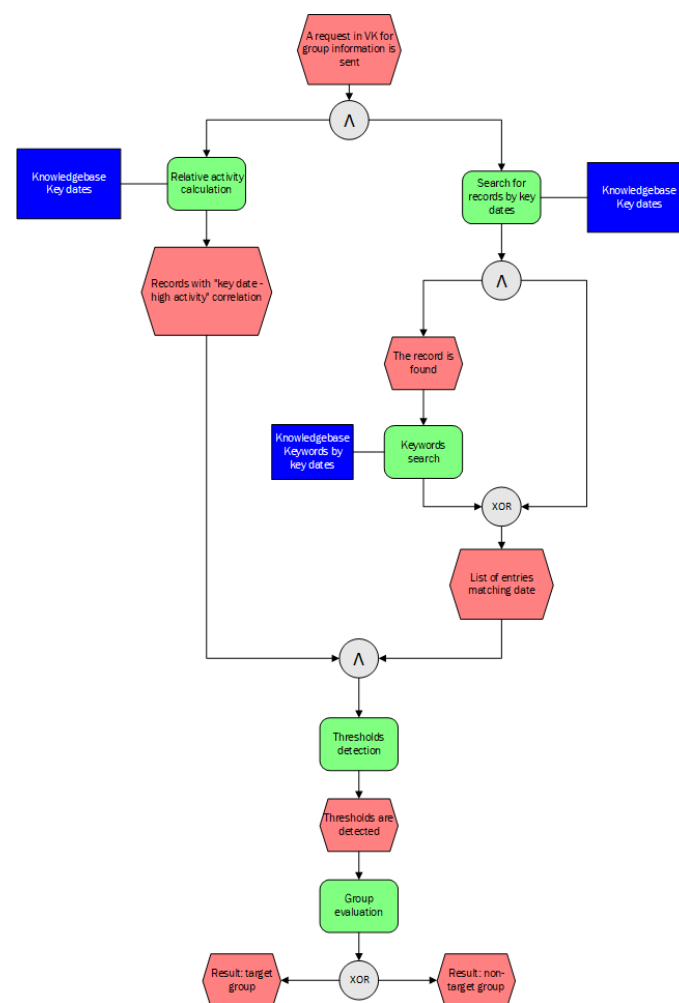 A request in VK for
group information is
sent
Λ
Knowledgebase
Key dates
Relative activity
calculation
Search for
records by key
dates
Knowledgebase
Key dates
Records with "key date -
high activity" correlation
Λ
The record is
found
Knowledgebase
Keywords by
key dates
Keywords
search
XOR
List of entries
matching date
Λ
Thresholds
detection
Thresholds are
detected
Group
evaluation
Result: target
group
XOR
Result: non-
target group